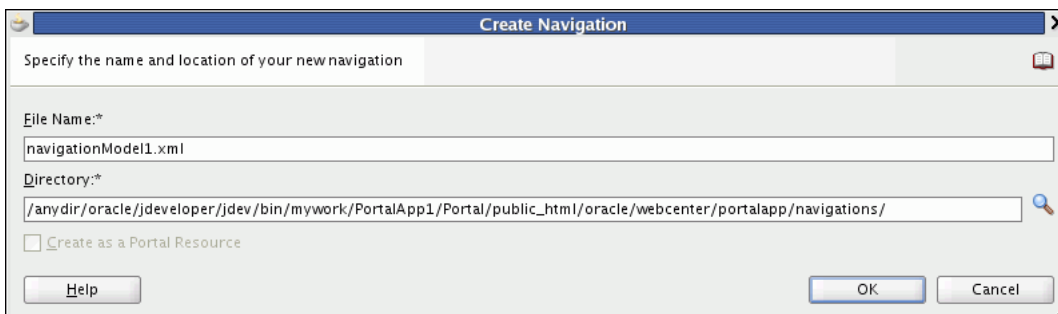 Create Navigation
Specify the name and location of your new navigation
File Name:*
navigationModel1.xml
Directory:*
/anydir/oracle/jdeveloper/jdev/bin/mywork/PortalApp1/Portal/public_html/oracle/webcenter/portalapp/navigations/
Create as a Portal Resource
Help OK Cancel